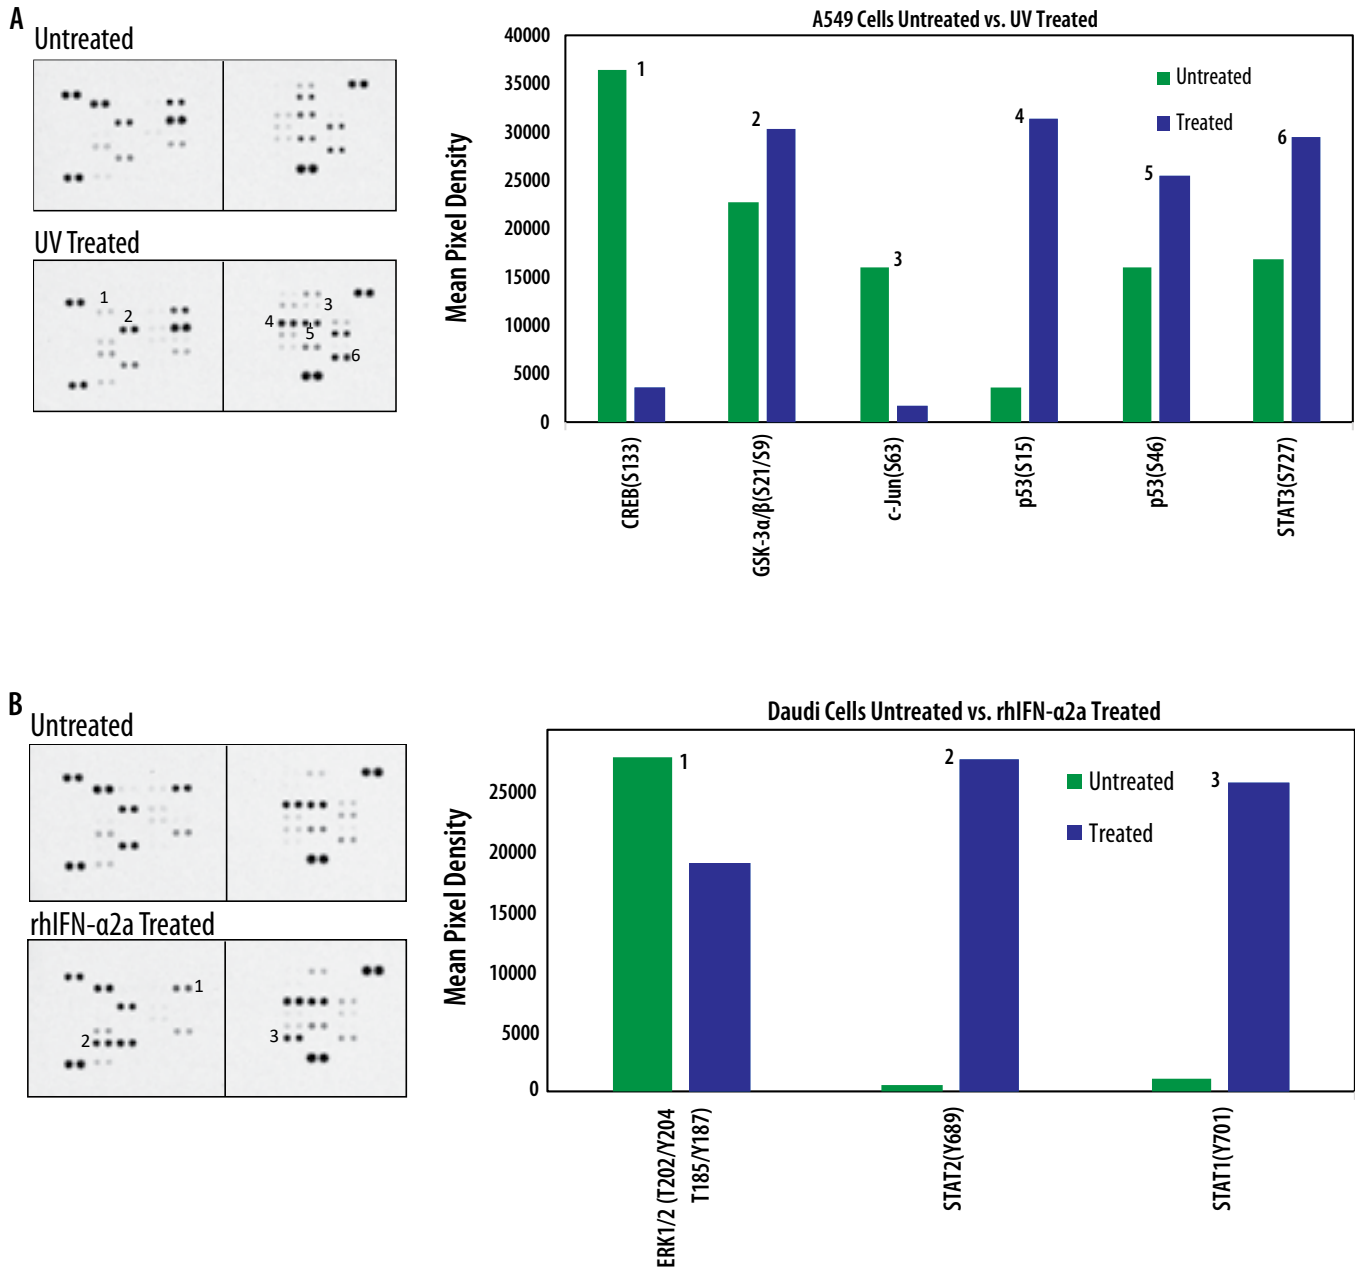 A
Untreated
UV Treated
1
2
3
4
5
6
A549 Cells Untreated vs. UV Treated
Mean Pixel Density
40000
35000
30000
25000
20000
15000
10000
5000
0
1
2
3
4
5
6
Untreated
Treated
CREB(S133)
GSK-3α/β(S21/S9)
c-Jun(S63)
p53(S15)
p53(S46)
STAT3(S727)
B
Untreated
rhIFN-α2a Treated
1
2
3
Daudi Cells Untreated vs. rhIFN-α2a Treated
Mean Pixel Density
25000
20000
15000
10000
5000
0
1
2
3
Untreated
Treated
ERK1/2 (T202/Y204
T185/Y187)
STAT2(Y689)
STAT1(Y701)